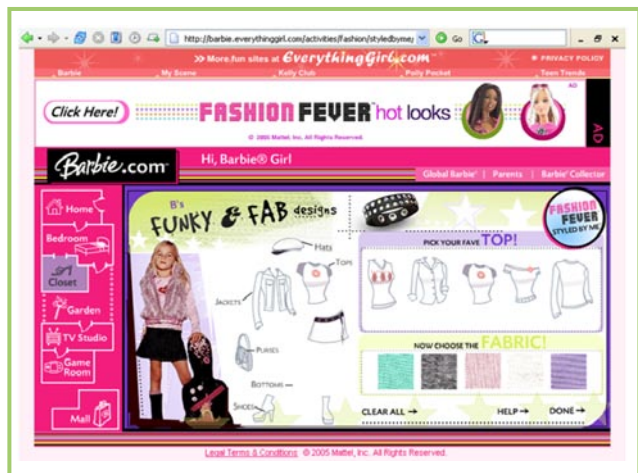 http://barbie.everythinggirl.com/activities/fashion/styledbyme/
Go
>> More fun sites at EverythingGirl.com
PRIVACY POLICY
Barbie
My Scene
Kelly Club
Polly Pocket
Teen Trends
Click Here!
FASHION FEVER™ hot looks
AD
AD
© 2005 Mattel, Inc. All Rights Reserved.
Barbie.com™
Hi, Barbie® Girl
Global Barbie® | Parents | Barbie® Collector
Home
Bedroom
Closet
Garden
TV Studio
Game
Room
Mail
B's
FUNKY & FAB designs
HATS
TOPS
JACKETS
PURSES
BOTTOMS
SHOES
FASHION
FEVER
STYLED BY ME
PICK YOUR FAVE TOP!
NOW CHOOSE THE FABRIC!
CLEAR ALL →
HELP →
DONE →
Legal Terms & Conditions © 2005 Mattel, Inc. All Rights Reserved.